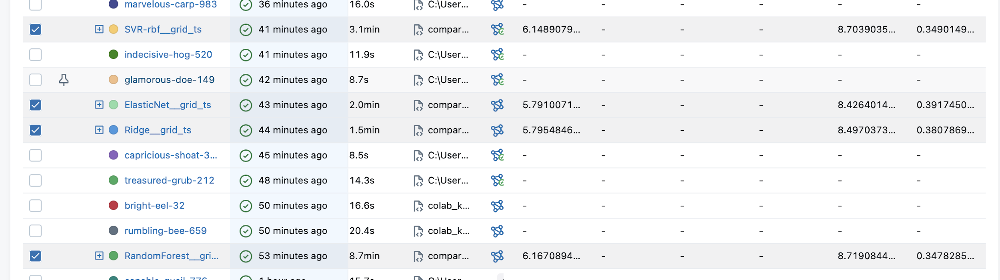 marvelous-carp-983 36 minutes ago 16.0s C:\User... - - - - - -
SVR-rbf__grid_ts 41 minutes ago 3.1min compar... 6.1489079... - - - 8.7039035... 0.3490149...
indecisive-hog-520 41 minutes ago 11.9s C:\User... - - - - - -
glamorous-doe-149 42 minutes ago 8.7s C:\User... - - - - - -
ElasticNet__grid_ts 43 minutes ago 2.0min compar... 5.7910071... - - - 8.4264014... 0.3917450...
Ridge__grid_ts 44 minutes ago 1.5min compar... 5.7954846... - - - 8.4970373... 0.3807869...
capricious-shoat-3... 45 minutes ago 8.5s C:\User... - - - - - -
treasured-grub-212 48 minutes ago 14.3s C:\User... - - - - - -
bright-eel-32 50 minutes ago 16.6s colab_k... - - - - - -
rumbling-bee-659 50 minutes ago 20.4s colab_k... - - - - - -
RandomForest__gri... 53 minutes ago 8.7min compar... 6.1670894... - - - 8.7190844... 0.3478285...
1 hour ago 15.7s C:\User...